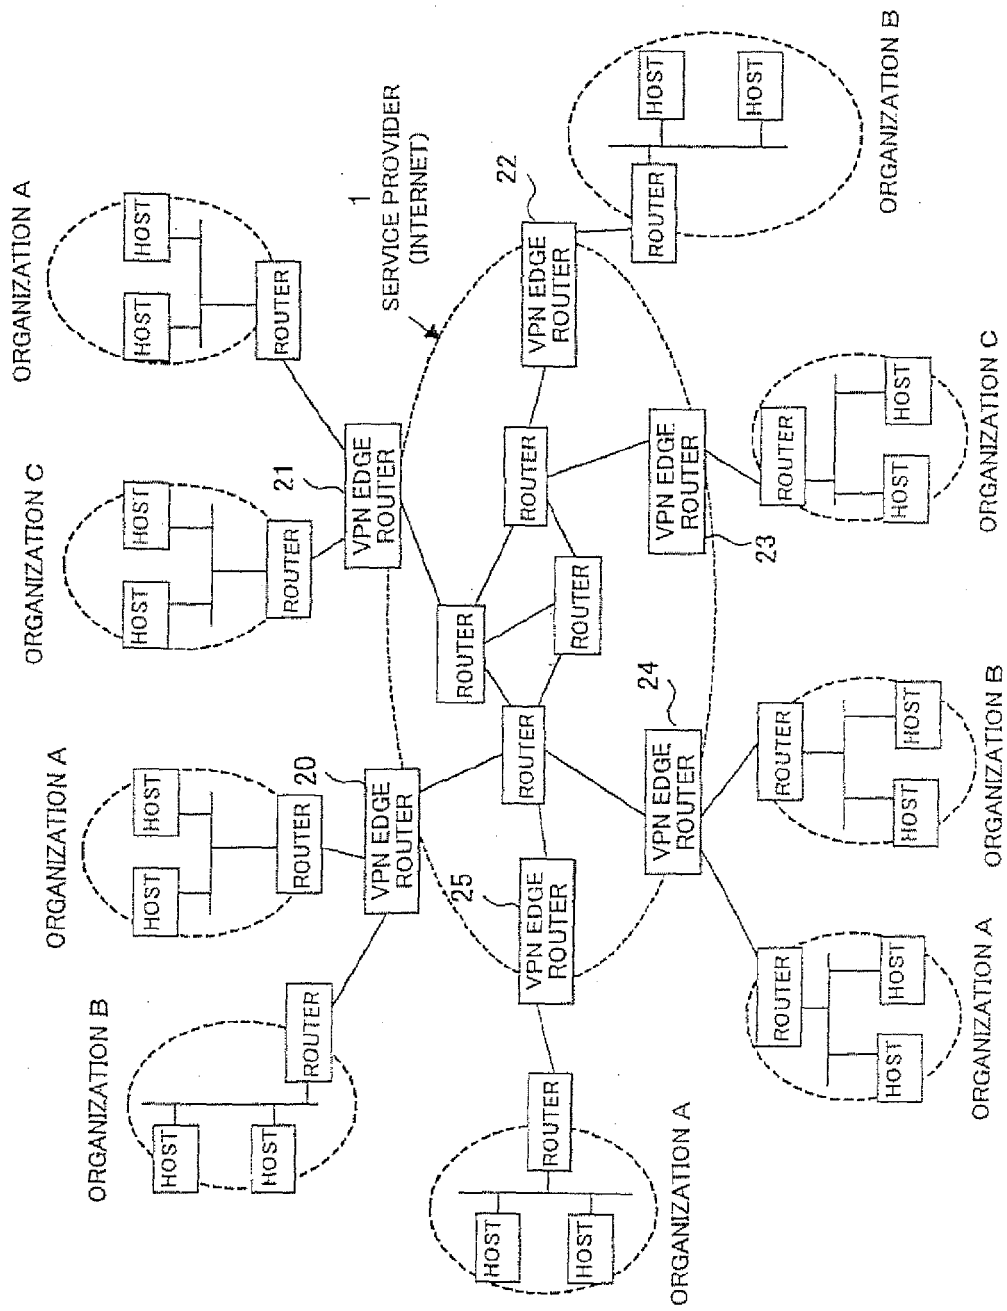 ORGANIZATION B
HOST
HOST
ROUTER
ORGANIZATION A
HOST
HOST
ROUTER
ORGANIZATION C
HOST
HOST
ROUTER
ORGANIZATION A
HOST
HOST
ROUTER
20
VPN EDGE
ROUTER
21
VPN EDGE
ROUTER
1
SERVICE PROVIDER
(INTERNET)
HOST
HOST
ROUTER
ORGANIZATION A
25
VPN EDGE
ROUTER
ROUTER
ROUTER
ROUTER
ROUTER
22
VPN EDGE
ROUTER
ROUTER
HOST
HOST
ORGANIZATION B
24
VPN EDGE
ROUTER
VPN EDGE
ROUTER
23
ROUTER
HOST
HOST
ORGANIZATION A
ROUTER
HOST
HOST
ORGANIZATION B
ROUTER
HOST
HOST
ORGANIZATION C